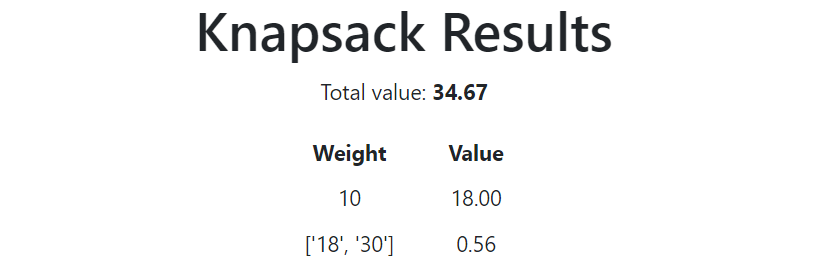 Knapsack Results
Total value: 34.67
Weight Value
10 18.00
['18', '30'] 0.56